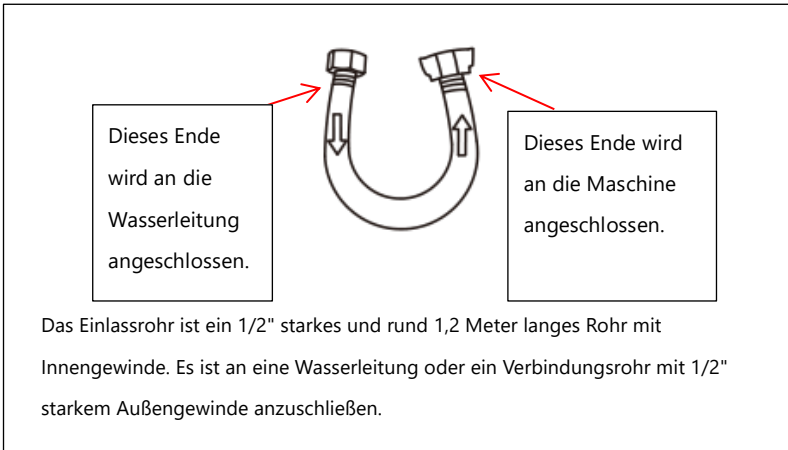 Dieses Ende
wird an die
Wasserleitung
angeschlossen.
Dieses Ende wird
an die Maschine
angeschlossen.
Das Einlassrohr ist ein 1/2" starkes und rund 1,2 Meter langes Rohr mit
Innengewinde. Es ist an eine Wasserleitung oder ein Verbindungsrohr mit 1/2"
starkem Außengewinde anzuschließen.